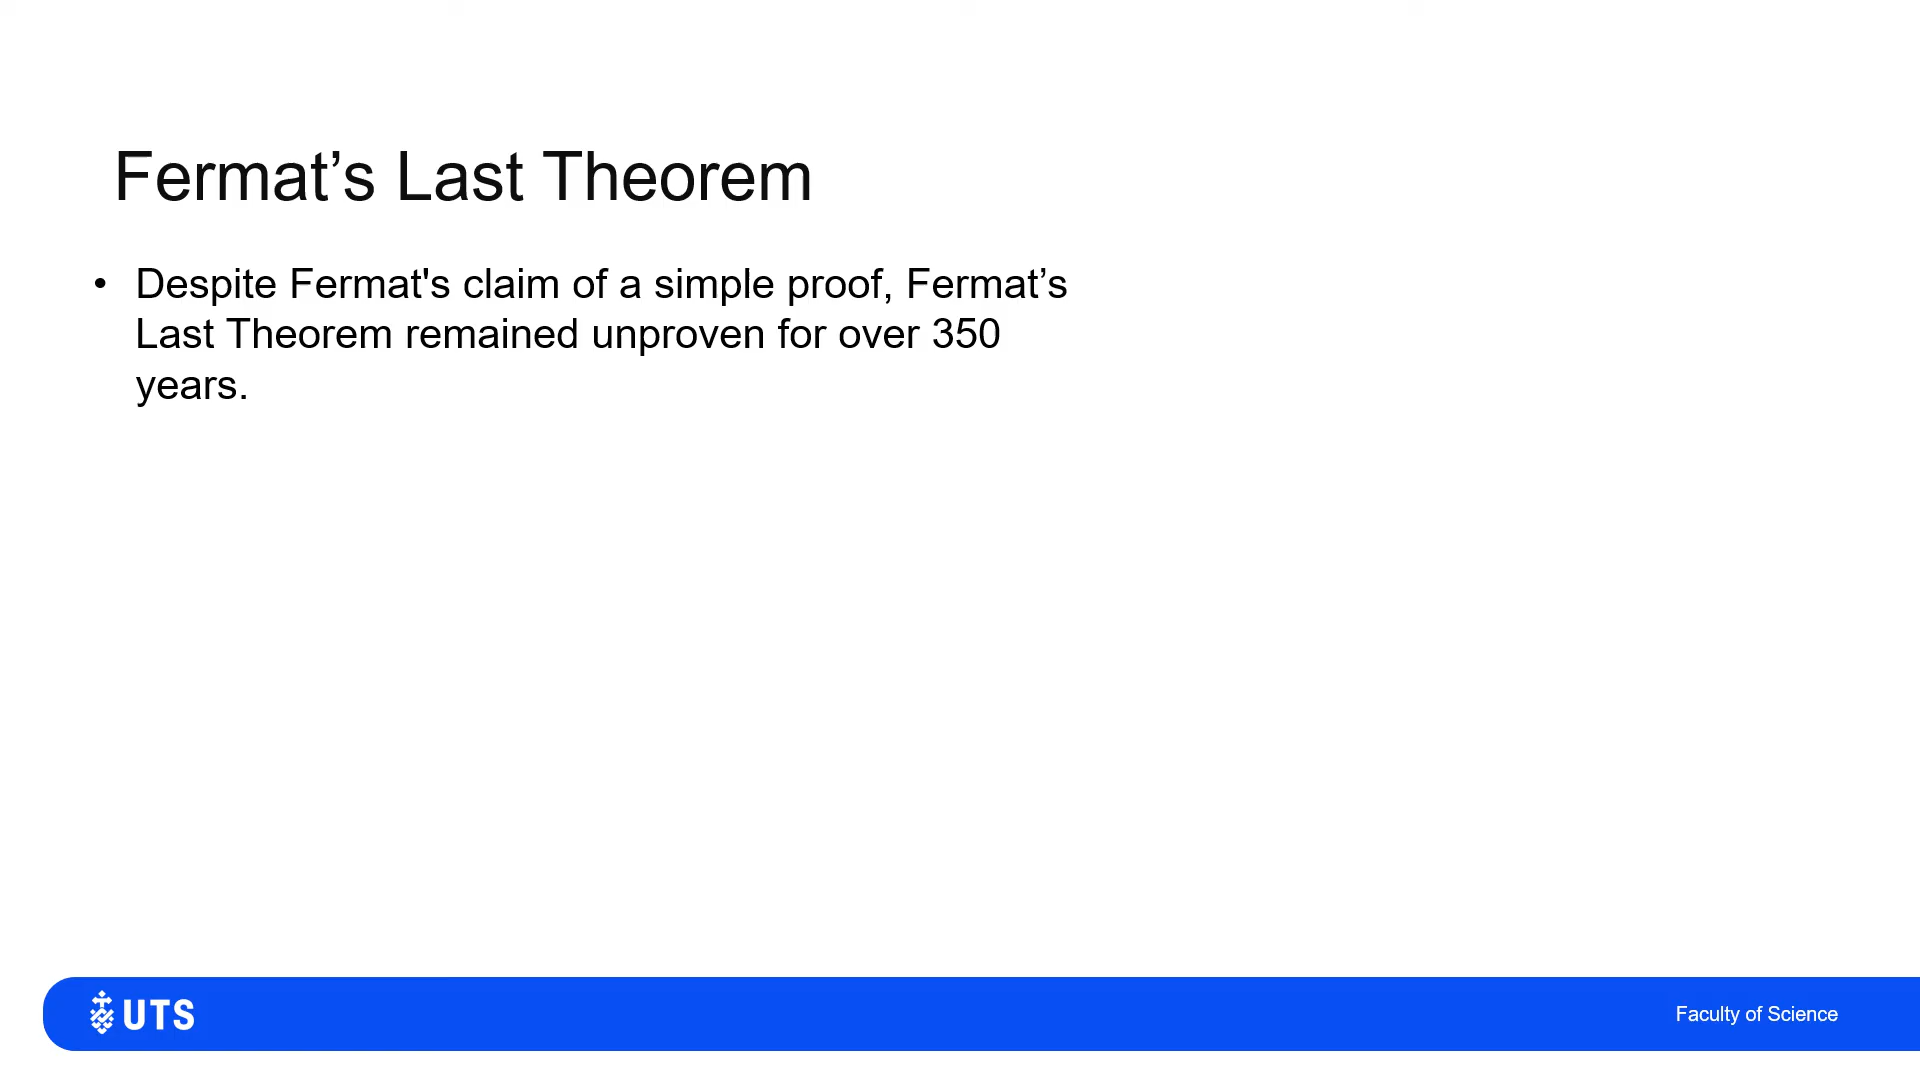 Fermat’s Last Theorem
• Despite Fermat's claim of a simple proof, Fermat’s
Last Theorem remained unproven for over 350
years.
UTS
Faculty of Science